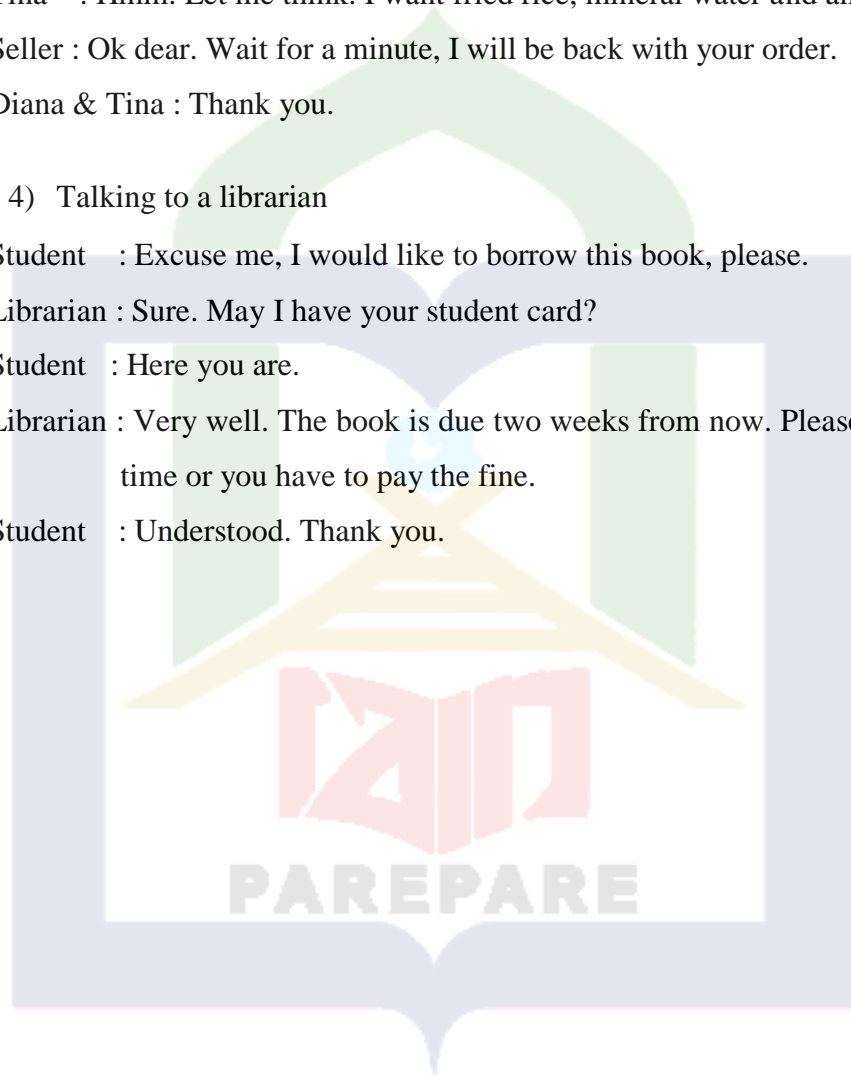 : Hmm. Let me think. I want fried rice, mineral water and an
Seller : Ok dear. Wait for a minute, I will be back with your order.
Diana & Tina : Thank you.
4) Talking to a librarian
Student : Excuse me, I would like to borrow this book, please.
Librarian : Sure. May I have your student card?
Student : Here you are.
Librarian : Very well. The book is due two weeks from now. Please
time or you have to pay the fine.
Student : Understood. Thank you.
PAREPARE